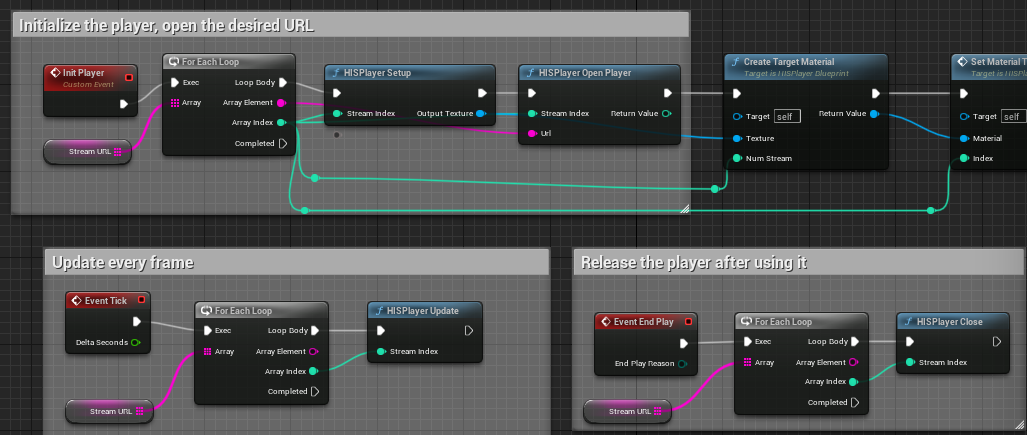 Initialize the player, open the desired URL
Init Player
Custom Event
For Each Loop
Exec
Loop Body
Array
Array Element
Array Index
Completed
Stream URL
HISPlayer Setup
Stream Index
Output Texture
HISPlayer Open Player
Stream Index
Return Value
Url
Create Target Material
Target is HISPlayer Blueprint
Target
self
Return Value
Texture
Num Stream
Set Material T
Target is HISPlayer
Target
self
Material
Index
Update every frame
Event Tick
Delta Seconds
For Each Loop
Exec
Loop Body
Array
Array Element
Array Index
Completed
Stream URL
HISPlayer Update
Stream Index
Release the player after using it
Event End Play
End Play Reason
For Each Loop
Exec
Loop Body
Array
Array Element
Array Index
Completed
Stream URL
HISPlayer Close
Stream Index